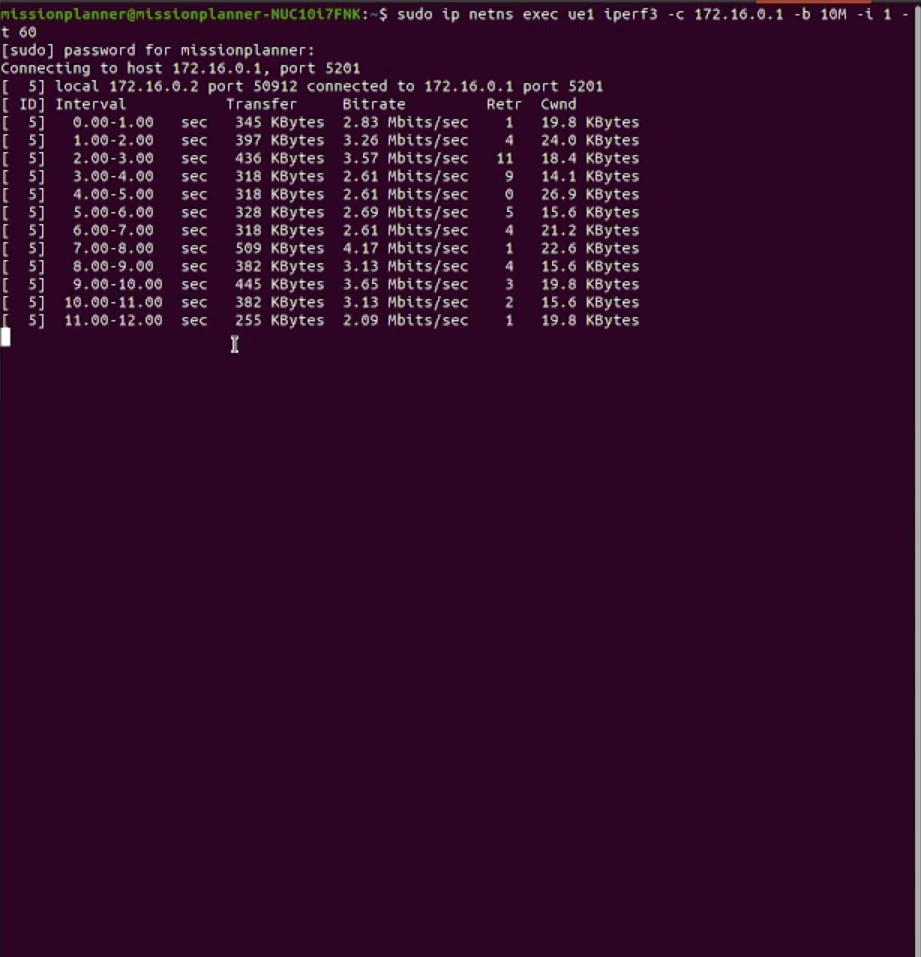 missionplanner@missionplanner-NUC10i7FNK:~$ sudo ip netns exec ue1 iperf3 -c 172.16.0.1 -b 10M -i 1 -
t 60
[sudo] password for missionplanner:
Connecting to host 172.16.0.1, port 5201
[  5] local 172.16.0.2 port 50912 connected to 172.16.0.1 port 5201
[ ID] Interval           Transfer     Bitrate         Retr  Cwnd
[  5]   0.00-1.00   sec   345 KBytes  2.83 Mbits/sec    1   19.8 KBytes
[  5]   1.00-2.00   sec   397 KBytes  3.26 Mbits/sec    4   24.0 KBytes
[  5]   2.00-3.00   sec   436 KBytes  3.57 Mbits/sec   11   18.4 KBytes
[  5]   3.00-4.00   sec   318 KBytes  2.61 Mbits/sec    9   14.1 KBytes
[  5]   4.00-5.00   sec   318 KBytes  2.61 Mbits/sec    0   26.9 KBytes
[  5]   5.00-6.00   sec   328 KBytes  2.69 Mbits/sec    5   15.6 KBytes
[  5]   6.00-7.00   sec   318 KBytes  2.61 Mbits/sec    4   21.2 KBytes
[  5]   7.00-8.00   sec   509 KBytes  4.17 Mbits/sec    1   22.6 KBytes
[  5]   8.00-9.00   sec   382 KBytes  3.13 Mbits/sec    4   15.6 KBytes
[  5]   9.00-10.00  sec   445 KBytes  3.65 Mbits/sec    3   19.8 KBytes
[  5]  10.00-11.00  sec   382 KBytes  3.13 Mbits/sec    2   15.6 KBytes
[  5]  11.00-12.00  sec   255 KBytes  2.09 Mbits/sec    1   19.8 KBytes